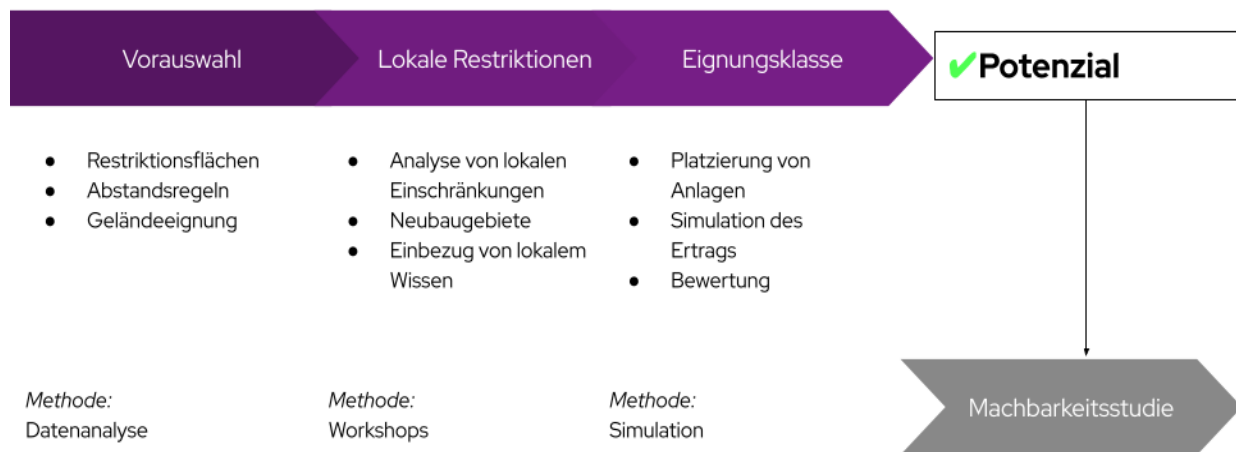 Vorauswahl
Lokale Restriktionen
Eignungsklasse
✔Potenzial
● Restriktionsflächen
● Abstandsregeln
● Geländeeignung
● Analyse von lokalen
Einschränkungen
● Neubaugebiete
● Einbezug von lokalem
Wissen
● Platzierung von
Anlagen
● Simulation des
Ertrags
● Bewertung
Methode:
Datenanalyse
Methode:
Workshops
Methode:
Simulation
Machbarkeitsstudie